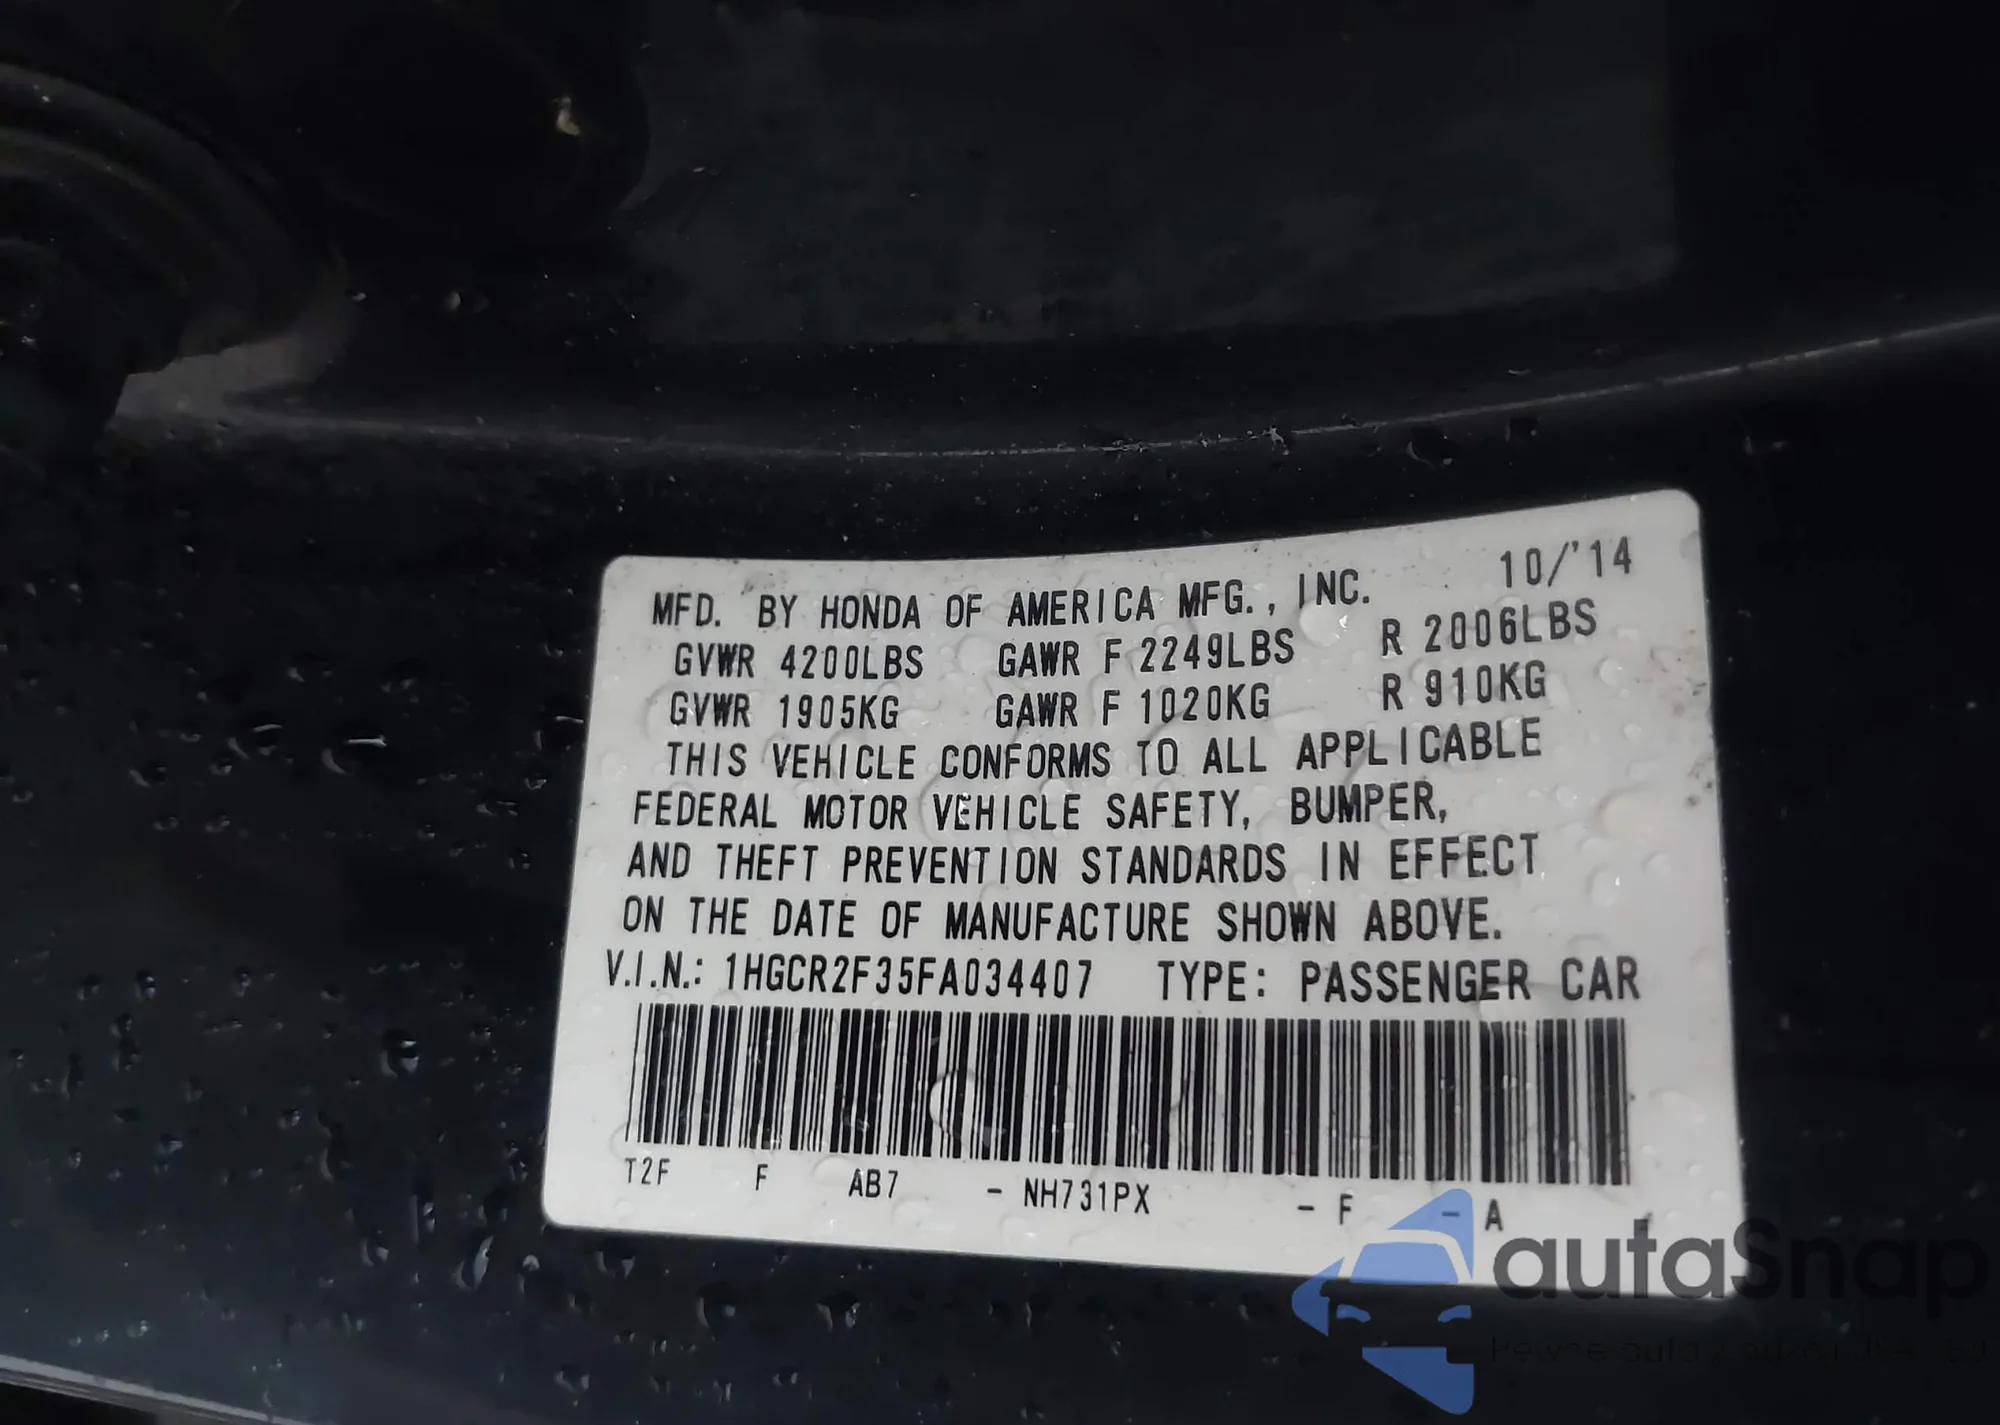 MFD. BY HONDA OF AMERICA MFG., INC. 10/'14
GVWR 4200LBS GAWR F 2249LBS R 2006LBS
GVWR 1905KG GAWR F 1020KG R 910KG
THIS VEHICLE CONFORMS TO ALL APPLICABLE
FEDERAL MOTOR VEHICLE SAFETY, BUMPER,
AND THEFT PREVENTION STANDARDS IN EFFECT
ON THE DATE OF MANUFACTURE SHOWN ABOVE.
V.I.N.: 1HGCR2F35FA034407 TYPE: PASSENGER CAR
T2F F AB7 - NH731PX - F - A
autaSnap
Pewne auta z